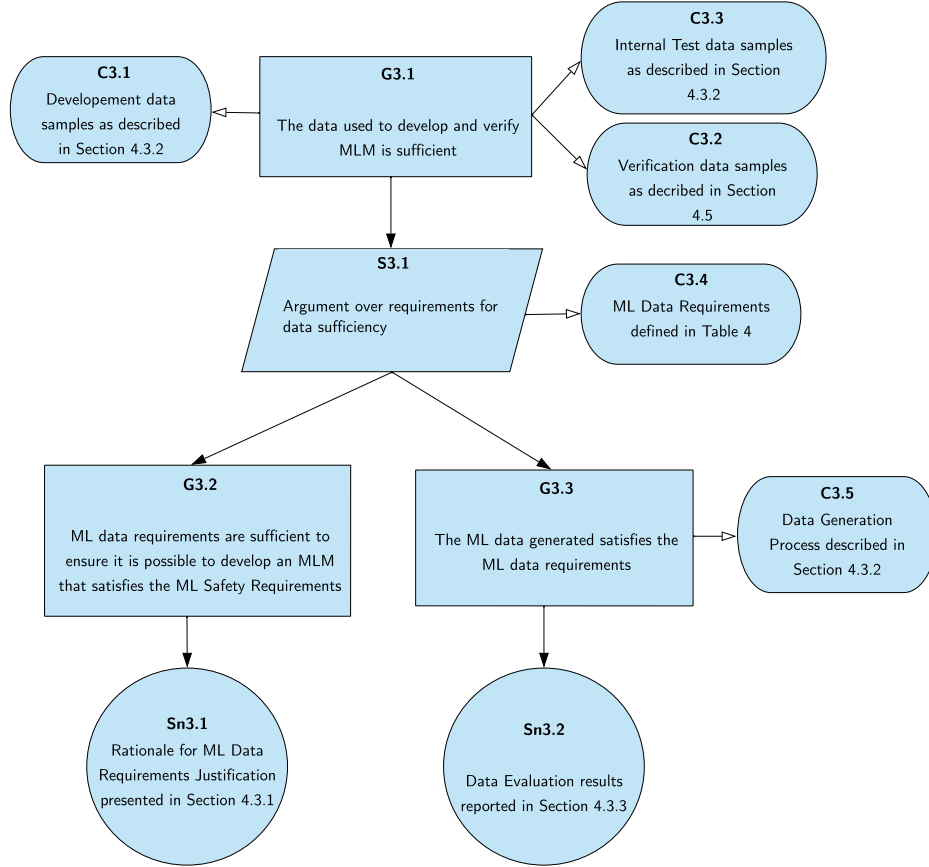 C3.1
Developement data
samples as described
in Section 4.3.2
G3.1
The data used to develop and verify
MLM is sufficient
C3.3
Internal Test data samples
as described in Section
4.3.2
C3.2
Verification data samples
as decribed in Section
4.5
S3.1
Argument over requirements for
data sufficiency
C3.4
ML Data Requirements
defined in Table 4
G3.2
ML data requirements are sufficient to
ensure it is possible to develop an MLM
that satisfies the ML Safety Requirements
G3.3
The ML data generated satisfies the
ML data requirements
C3.5
Data Generation
Process described in
Section 4.3.2
Sn3.1
Rationale for ML Data
Requirements Justification
presented in Section 4.3.1
Sn3.2
Data Evaluation results
reported in Section 4.3.3